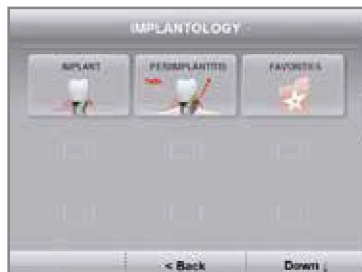 IMPLANTOLOGY
IMPLANT
PERIIMPLANTITIS
FAVORITES
< Back
Down ↓